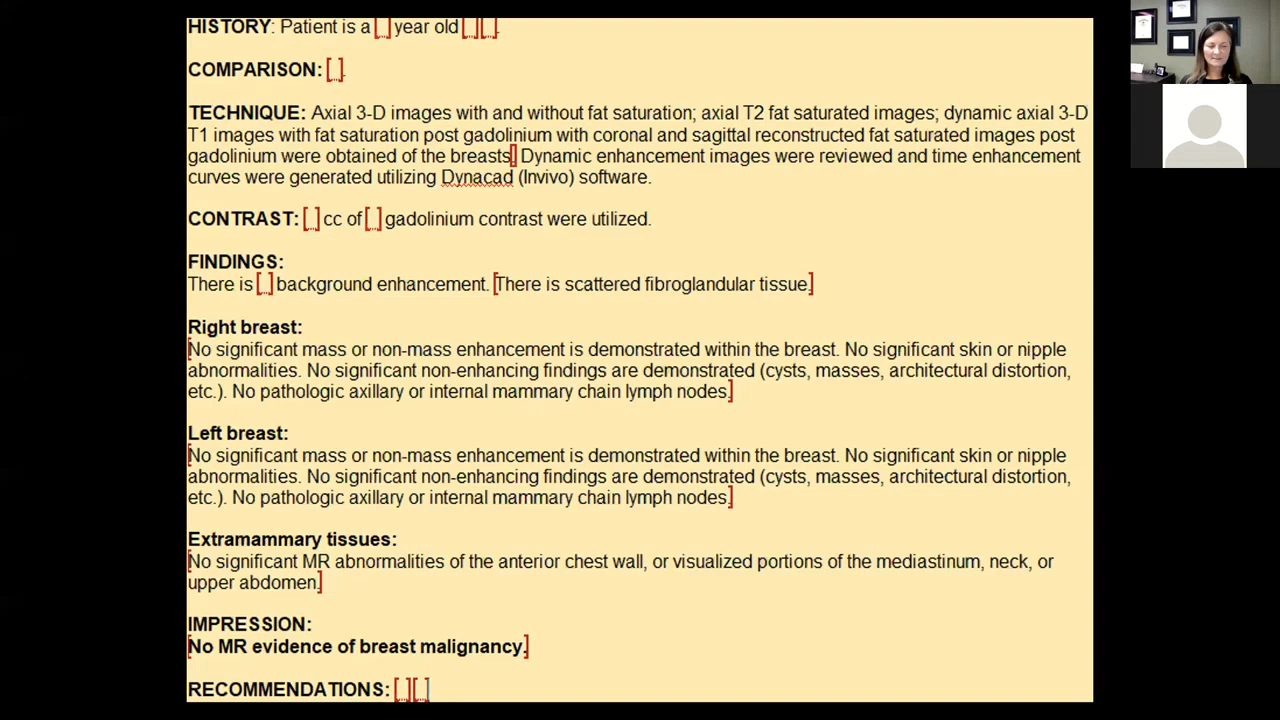 HISTORY: Patient is a [ ] year old [ ][ ].
COMPARISON: [ ].
TECHNIQUE: Axial 3-D images with and without fat saturation; axial T2 fat saturated images; dynamic axial 3-D
T1 images with fat saturation post gadolinium with coronal and sagittal reconstructed fat saturated images post
gadolinium were obtained of the breasts[.] Dynamic enhancement images were reviewed and time enhancement
curves were generated utilizing Dynacad (Invivo) software.
CONTRAST: [ ] cc of [ ] gadolinium contrast were utilized.
FINDINGS:
There is [ ] background enhancement. [There is scattered fibroglandular tissue.]
Right breast:
[No significant mass or non-mass enhancement is demonstrated within the breast. No significant skin or nipple
abnormalities. No significant non-enhancing findings are demonstrated (cysts, masses, architectural distortion,
etc.). No pathologic axillary or internal mammary chain lymph nodes.]
Left breast:
[No significant mass or non-mass enhancement is demonstrated within the breast. No significant skin or nipple
abnormalities. No significant non-enhancing findings are demonstrated (cysts, masses, architectural distortion,
etc.). No pathologic axillary or internal mammary chain lymph nodes.]
Extramammary tissues:
[No significant MR abnormalities of the anterior chest wall, or visualized portions of the mediastinum, neck, or
upper abdomen.]
IMPRESSION:
[No MR evidence of breast malignancy.]
RECOMMENDATIONS: [ ][ ]